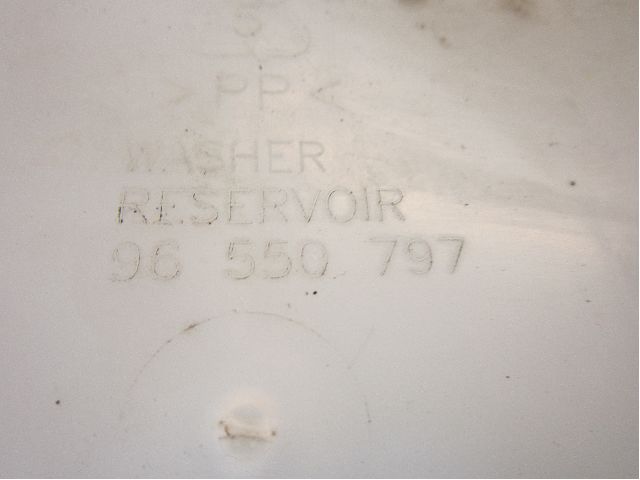 >PP<
WASHER
RESERVOIR
96 550 797